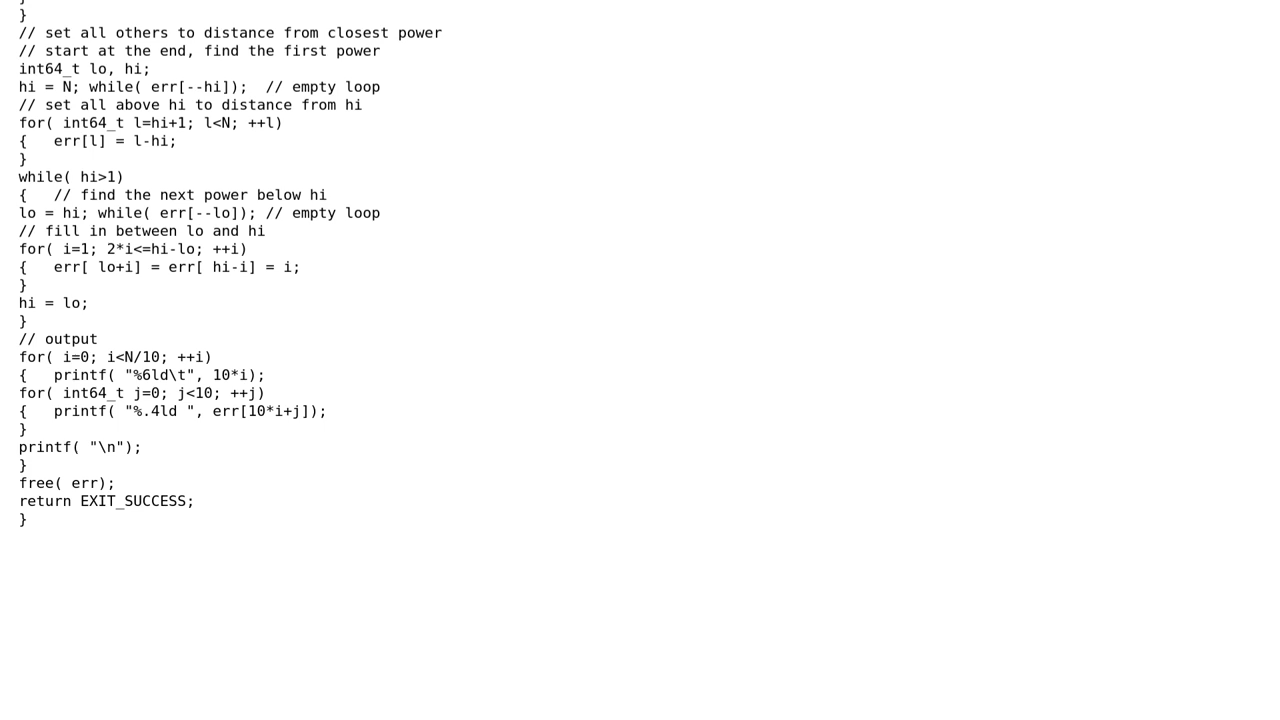 }
}
// set all others to distance from closest power
// start at the end, find the first power
int64_t lo, hi;
hi = N; while( err[--hi]);  // empty loop
// set all above hi to distance from hi
for( int64_t l=hi+1; l<N; ++l)
{   err[l] = l-hi;
}
while( hi>1)
{   // find the next power below hi
lo = hi; while( err[--lo]); // empty loop
// fill in between lo and hi
for( i=1; 2*i<=hi-lo; ++i)
{   err[ lo+i] = err[ hi-i] = i;
}
hi = lo;
}
// output
for( i=0; i<N/10; ++i)
{   printf( "%6ld\t", 10*i);
for( int64_t j=0; j<10; ++j)
{   printf( "%.4ld ", err[10*i+j]);
}
printf( "\n");
}
free( err);
return EXIT_SUCCESS;
}